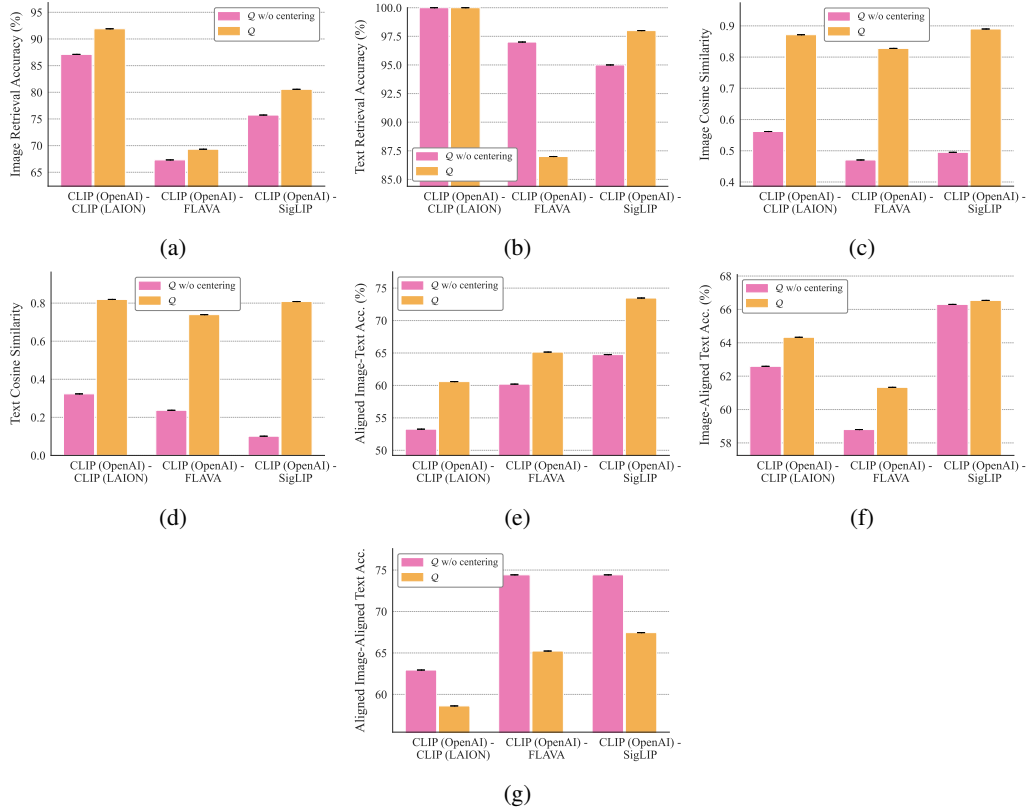 Image Retrieval Accuracy (%)
95
90
85
80
75
70
65
Q w/o centering
Q
CLIP (OpenAI) -
CLIP (LAION)
CLIP (OpenAI) -
FLAVA
CLIP (OpenAI) -
SigLIP
(a)
Text Retrieval Accuracy (%)
100.0
97.5
95.0
92.5
90.0
87.5
85.0
Q w/o centering
Q
CLIP (OpenAI) -
CLIP (LAION)
CLIP (OpenAI) -
FLAVA
CLIP (OpenAI) -
SigLIP
(b)
Image Cosine Similarity
0.9
0.8
0.7
0.6
0.5
0.4
Q w/o centering
Q
CLIP (OpenAI) -
CLIP (LAION)
CLIP (OpenAI) -
FLAVA
CLIP (OpenAI) -
SigLIP
(c)
Text Cosine Similarity
0.8
0.6
0.4
0.2
0.0
Q w/o centering
Q
CLIP (OpenAI) -
CLIP (LAION)
CLIP (OpenAI) -
FLAVA
CLIP (OpenAI) -
SigLIP
(d)
Aligned Image-Text Acc. (%)
75
70
65
60
55
50
Q w/o centering
Q
CLIP (OpenAI) -
CLIP (LAION)
CLIP (OpenAI) -
FLAVA
CLIP (OpenAI) -
SigLIP
(e)
Image-Aligned Text Acc. (%)
68
66
64
62
60
58
Q w/o centering
Q
CLIP (OpenAI) -
CLIP (LAION)
CLIP (OpenAI) -
FLAVA
CLIP (OpenAI) -
SigLIP
(f)
Aligned Image-Aligned Text Acc.
75
70
65
60
Q w/o centering
Q
CLIP (OpenAI) -
CLIP (LAION)
CLIP (OpenAI) -
FLAVA
CLIP (OpenAI) -
SigLIP
(g)